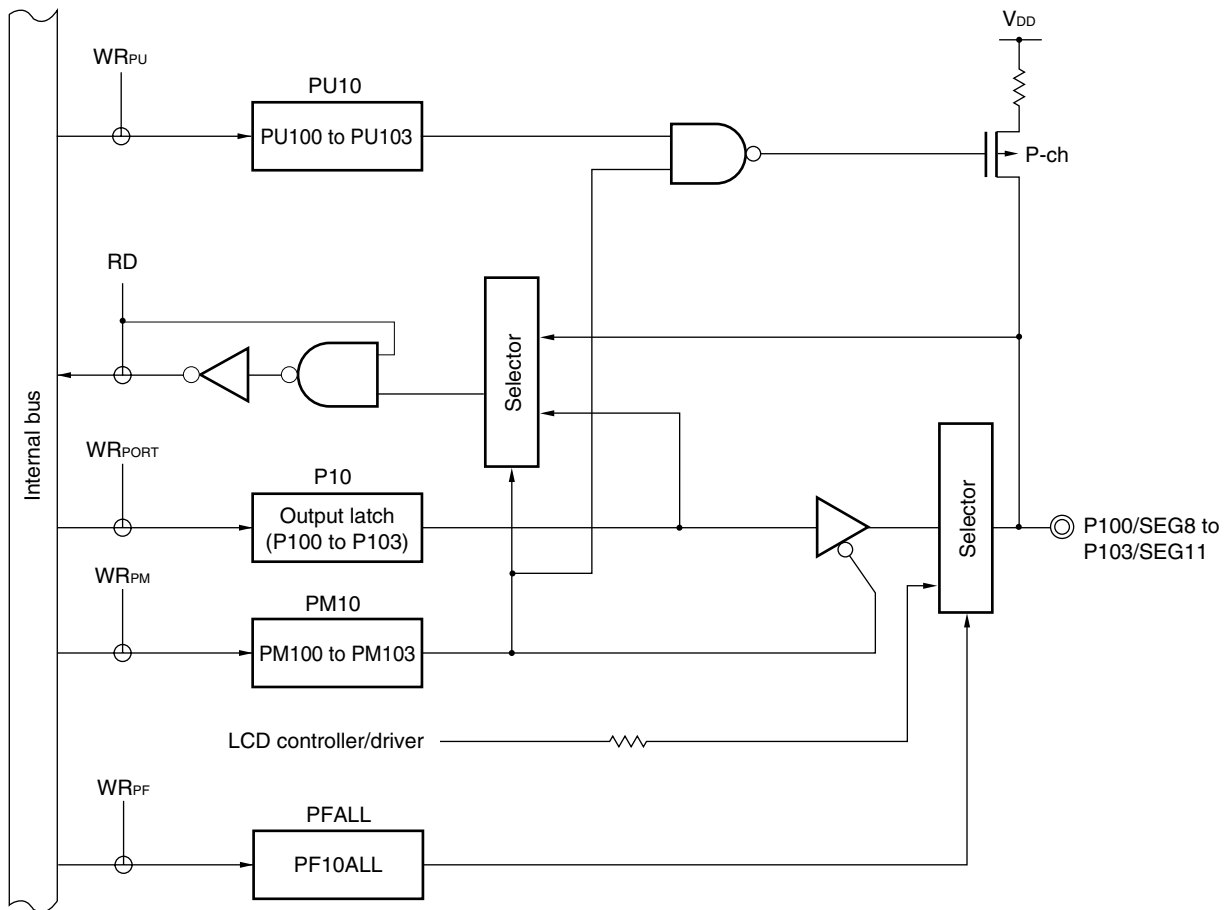 VDD
WRPU
PU10
PU100 to PU103
P-ch
RD
Selector
Internal bus
WRPORT
P10
Output latch
(P100 to P103)
Selector
P100/SEG8 to
P103/SEG11
WRPM
PM10
PM100 to PM103
LCD controller/driver
WRPF
PFALL
PF10ALL